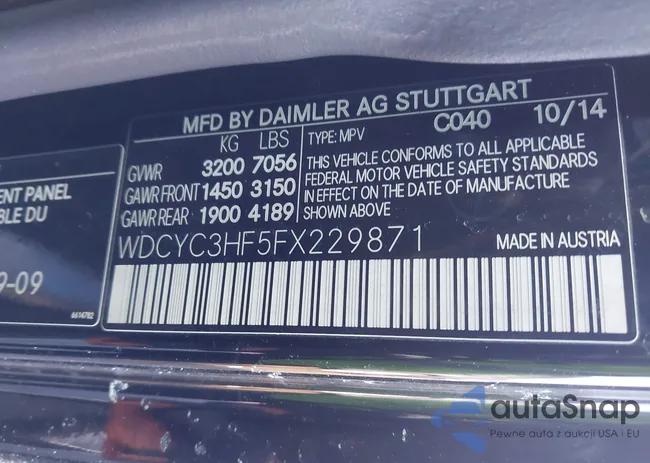 MFD BY DAIMLER AG STUTTGART
C040 10/14
KG LBS
GVWR 3200 7056
GAWR FRONT 1450 3150
GAWR REAR 1900 4189
TYPE: MPV
THIS VEHICLE CONFORMS TO ALL APPLICABLE
FEDERAL MOTOR VEHICLE SAFETY STANDARDS
IN EFFECT ON THE DATE OF MANUFACTURE
SHOWN ABOVE
WDCYC3HF5FX229871
MADE IN AUSTRIA
ENT PANEL
BLE DU
9-09
6614782
autoSnap
Pewne auta z aukcji USA i EU